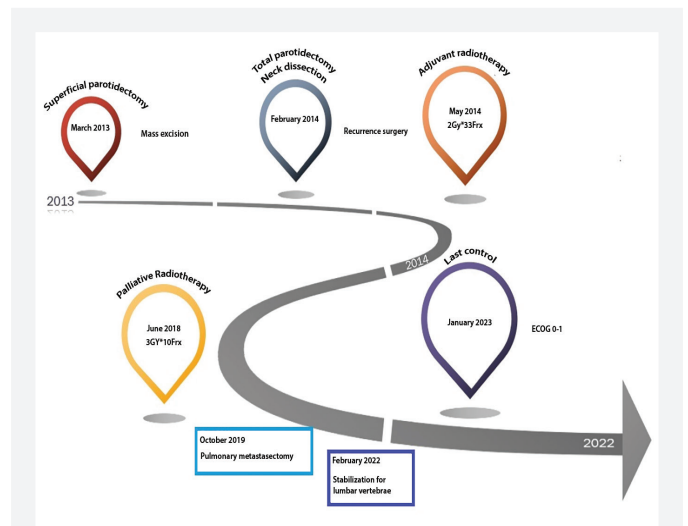 Superficial parotidectomy
March 2013
Mass excision
Total parotidectomy
Neck dissection
February 2014
Recurrence surgery
Adjuvant radiotherapy
May 2014
2Gy*33Frx
2013
2014
Palliative Radiotherapy
June 2018
3GY*10Frx
Last control
January 2023
ECOG 0-1
October 2019
Pulmonary metastasectomy
February 2022
Stabilization for
lumbar vertebrae
2022